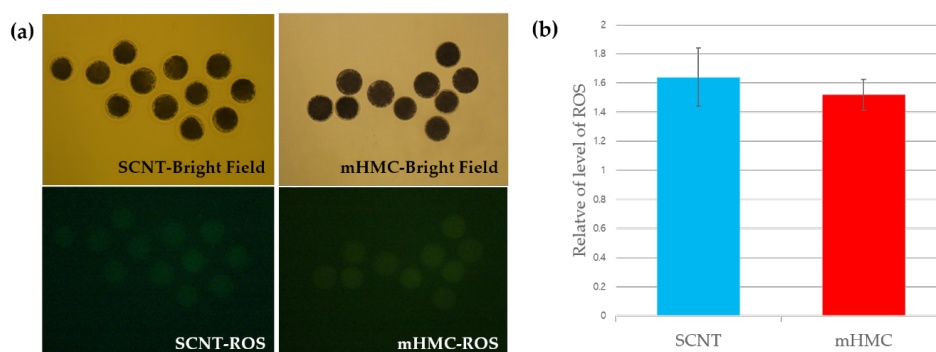 (a)
SCNT-Bright Field
mHMC-Bright Field
SCNT-ROS
mHMC-ROS
(b)
Relatve of level of ROS
2
1.8
1.6
1.4
1.2
1
0.8
0.6
0.4
0.2
0
SCNT
mHMC